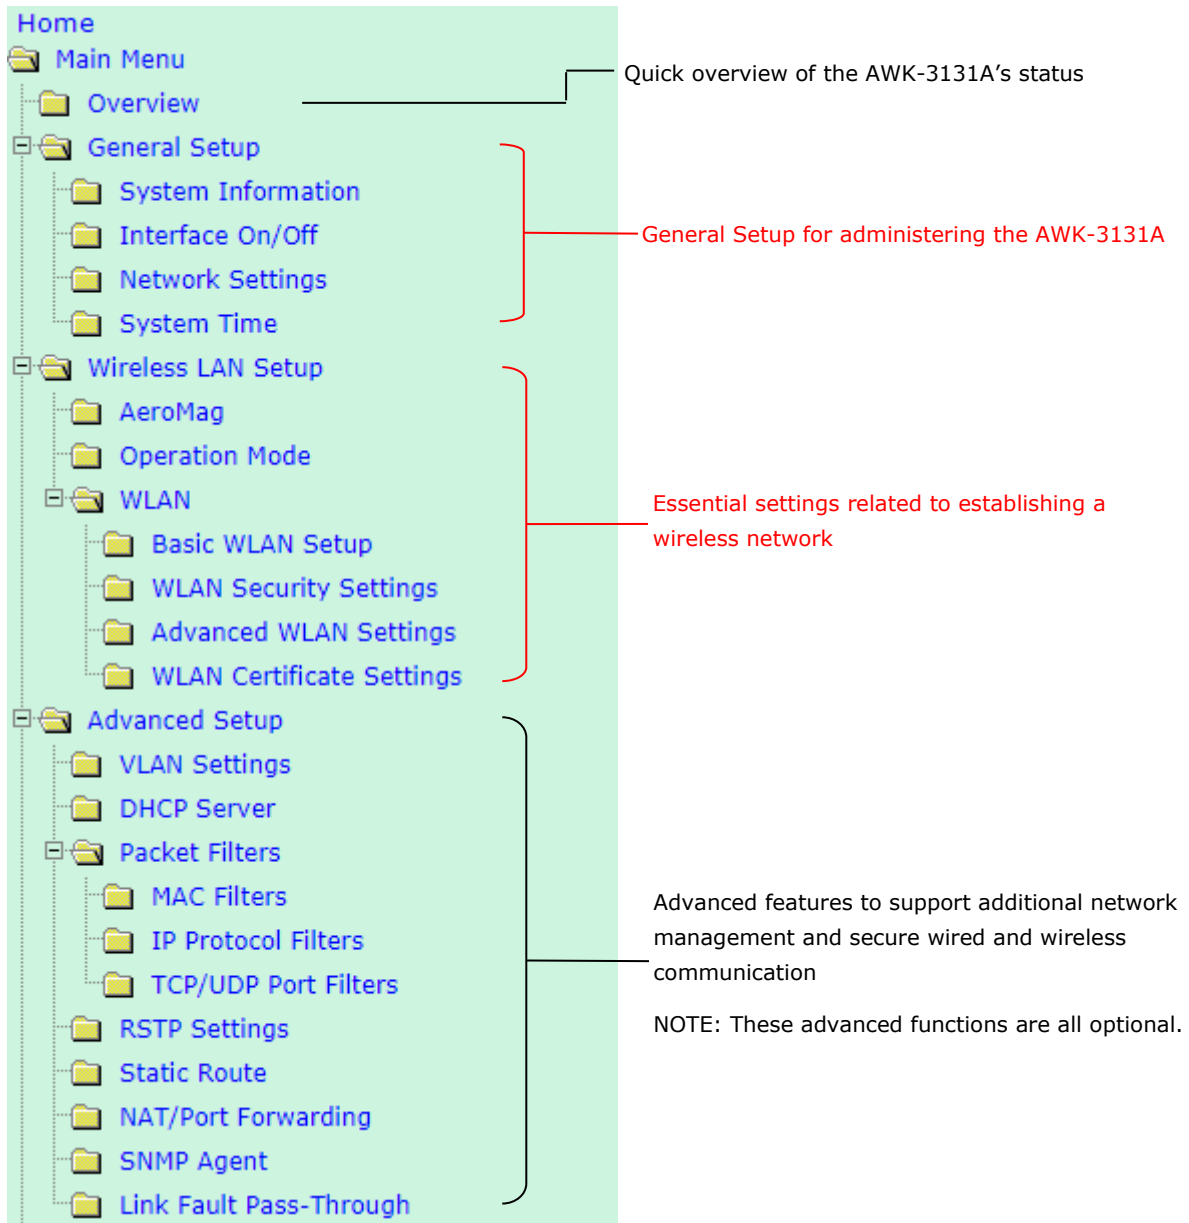 Home
Main Menu
Overview
Quick overview of the AWK-3131A’s status
General Setup
System Information
Interface On/Off
Network Settings
System Time
General Setup for administering the AWK-3131A
Wireless LAN Setup
AeroMag
Operation Mode
WLAN
Basic WLAN Setup
WLAN Security Settings
Advanced WLAN Settings
WLAN Certificate Settings
Essential settings related to establishing a
wireless network
Advanced Setup
VLAN Settings
DHCP Server
Packet Filters
MAC Filters
IP Protocol Filters
TCP/UDP Port Filters
RSTP Settings
Static Route
NAT/Port Forwarding
SNMP Agent
Link Fault Pass-Through
Advanced features to support additional network
management and secure wired and wireless
communication
NOTE: These advanced functions are all optional.